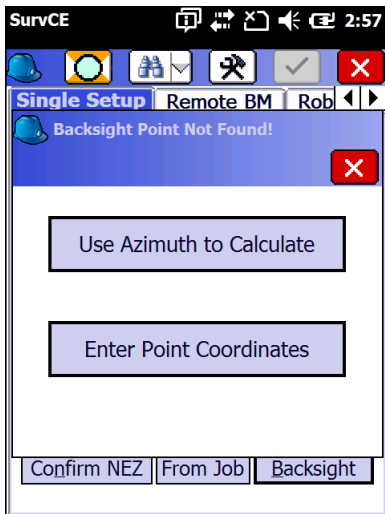 SurvCE 2:57
Single Setup Remote BM Rob
Backsight Point Not Found!
Use Azimuth to Calculate
Enter Point Coordinates
Confirm NEZ From Job Backsight